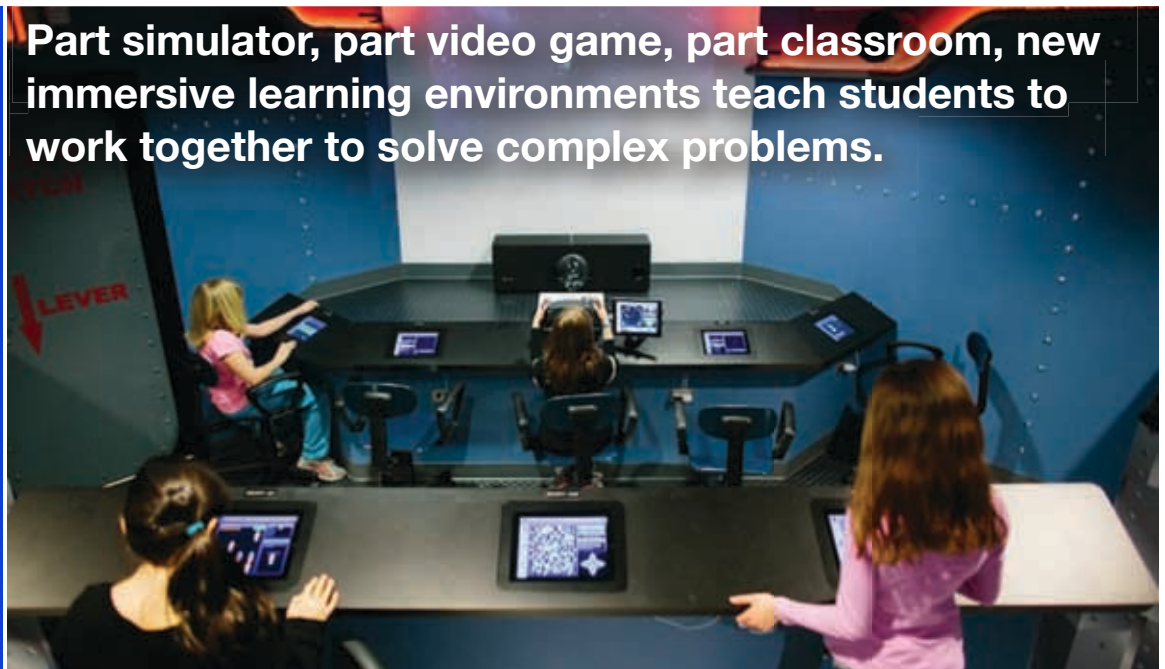 Part simulator, part video game, part classroom, new
immersive learning environments teach students to
work together to solve complex problems.
LEVER